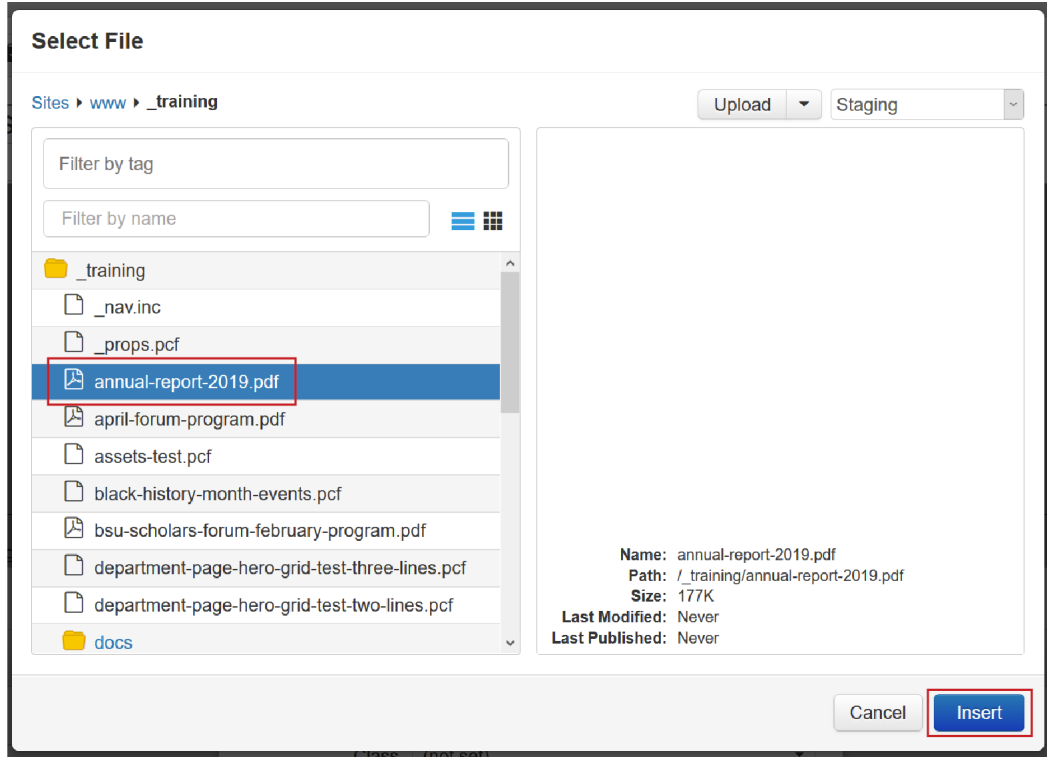 Select File
Sites www _training
Upload Staging
Filter by tag
Filter by name
_training
_nav.inc
_props.pcf
annual-report-2019.pdf
april-forum-program.pdf
assets-test.pcf
black-history-month-events.pcf
bsu-scholars-forum-february-program.pdf
department-page-hero-grid-test-three-lines.pcf
department-page-hero-grid-test-two-lines.pcf
docs
Name: annual-report-2019.pdf
Path: /_training/annual-report-2019.pdf
Size: 177K
Last Modified: Never
Last Published: Never
Cancel Insert
Class (not set)